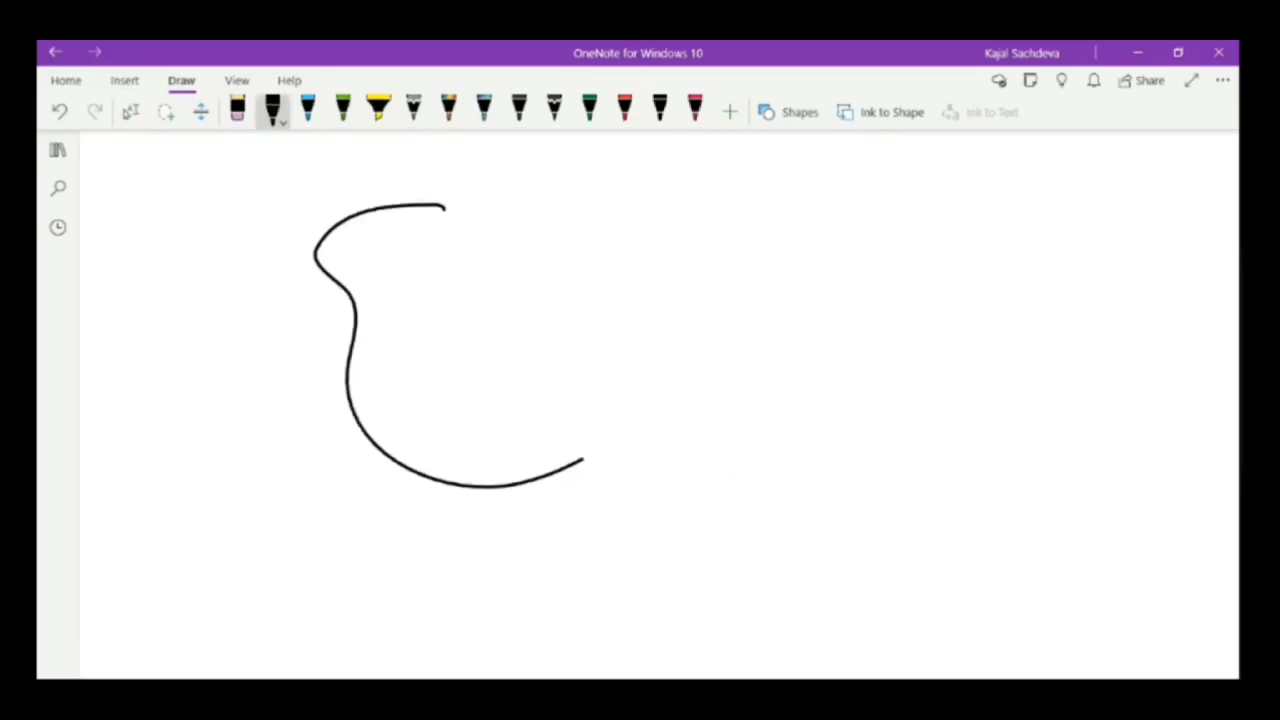 OneNote for Windows 10
Kajal Sachdeva
Home Insert Draw View Help
Share
Shapes Ink to Shape Ink to Text